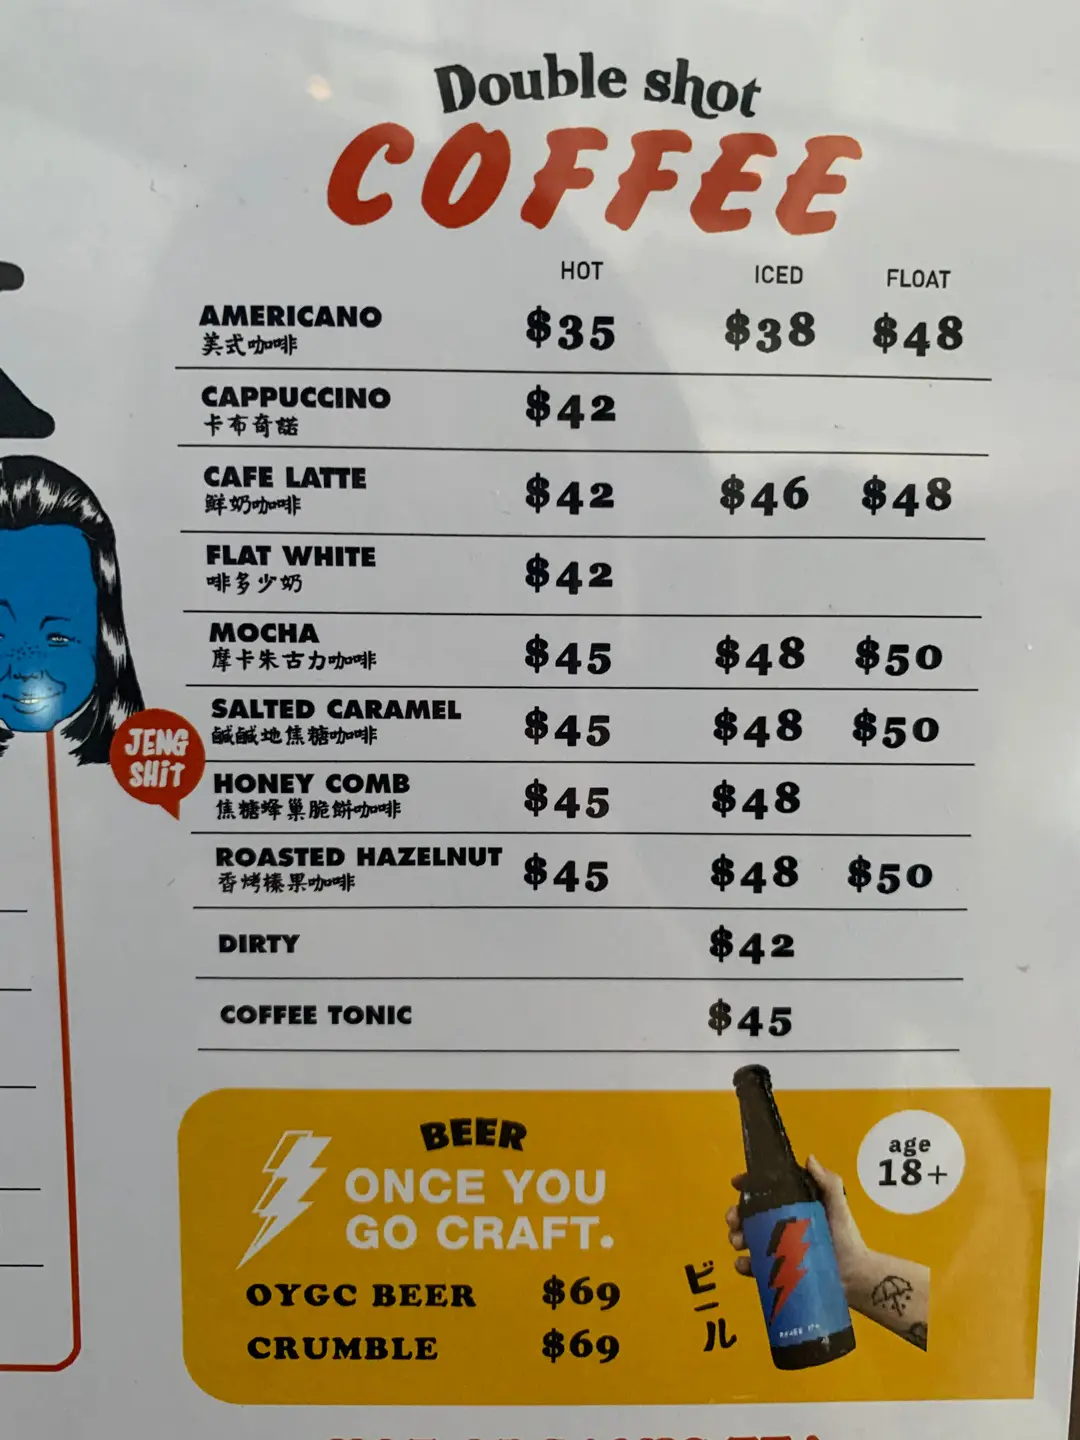 Double shot
COFFEE
HOT ICED FLOAT
AMERICANO $35 $38 $48
美式咖啡
CAPPUCCINO $42
卡布奇諾
CAFE LATTE $42 $46 $48
鮮奶咖啡
FLAT WHITE $42
啡多少奶
MOCHA $45 $48 $50
摩卡朱古力咖啡
JENG
SHiT
SALTED CARAMEL $45 $48 $50
鹹鹹地焦糖咖啡
HONEY COMB $45 $48
焦糖蜂巢脆餅咖啡
ROASTED HAZELNUT $45 $48 $50
香烤榛果咖啡
DIRTY $42
COFFEE TONIC $45
BEER
ONCE YOU
GO CRAFT.
age
18+
OYGC BEER $69
CRUMBLE $69
ビール